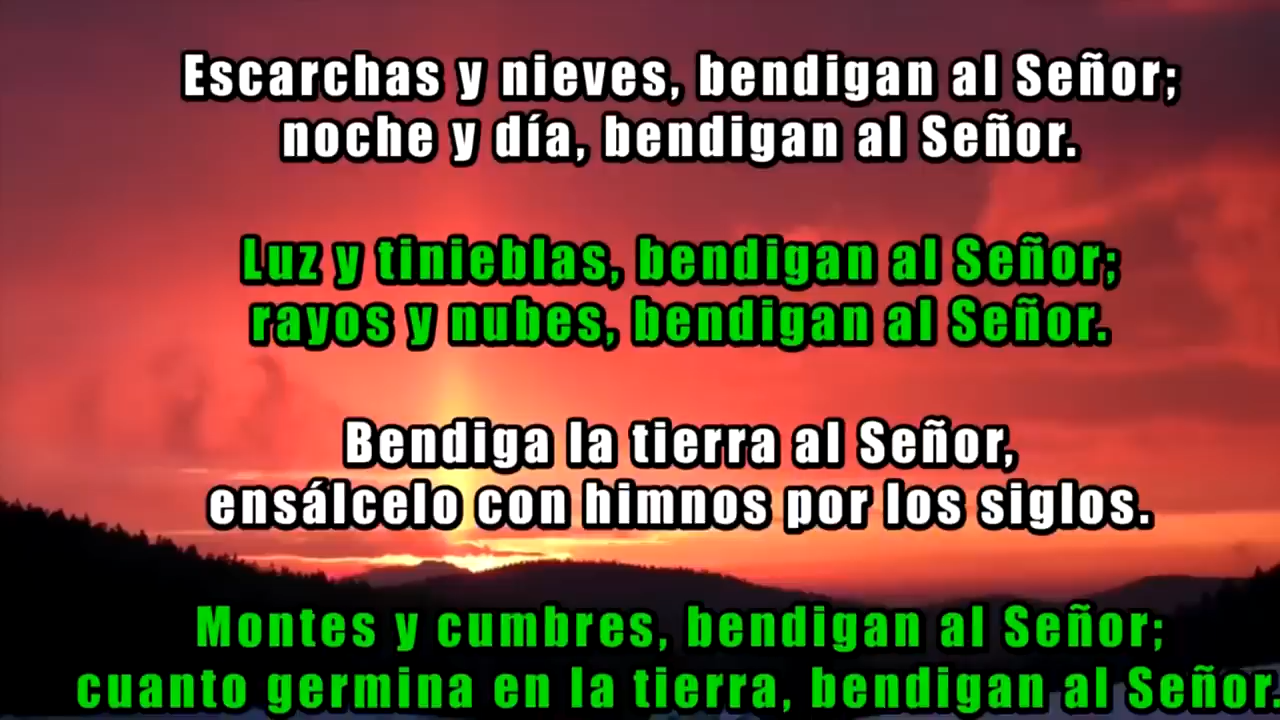 Escarchas y nieves, bendigan al Señor;
noche y día, bendigan al Señor.
Luz y tinieblas, bendigan al Señor;
rayos y nubes, bendigan al Señor.
Bendiga la tierra al Señor,
ensálcelo con himnos por los siglos.
Montes y cumbres, bendigan al Señor;
cuanto germina en la tierra, bendigan al Señor.